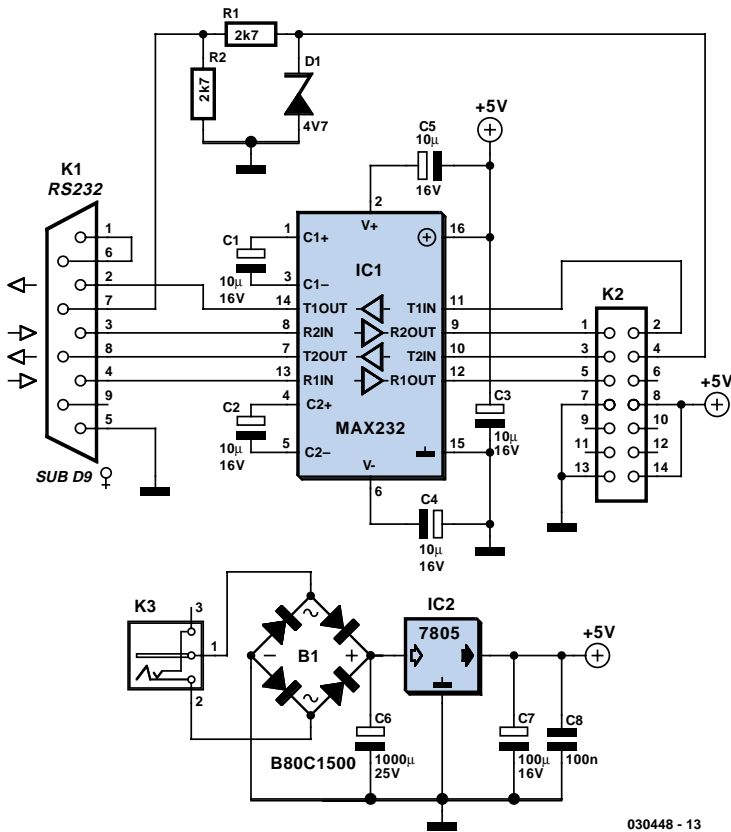 R1
2k7
R2
2k7
D1
4V7
+5V
C5
10µ
16V
K1
RS232
1
6
2
7
3
8
4
9
5
SUB D9 ♀
2
V+
1 C1+
C1
10µ
16V
3 C1–
IC1
16
14 T1OUT
T1IN 11
8 R2IN
R2OUT 9
7 T2OUT
T2IN 10
13 R1IN
R1OUT 12
4 C2+
C2
10µ
16V
5 C2–
MAX232
15
V-
6
C3
10µ
16V
C4
10µ
16V
K2
1 2
3 4
5 6
7 8
9 10
11 12
13 14
+5V
K3
3
1
2
~
– B1 +
~
B80C1500
C6
1000µ
25V
IC2
7805
C7
100µ
16V
C8
100n
+5V
030448 - 13